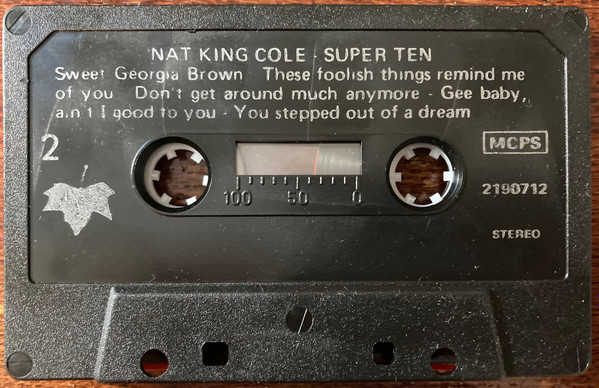 NAT KING COLE - SUPER TEN
Sweet Georgia Brown These foolish things remind me
of you Don't get around much anymore - Gee baby,
ain't I good to you - You stepped out of a dream
2
MCPS
100 50 0
2190712
STEREO